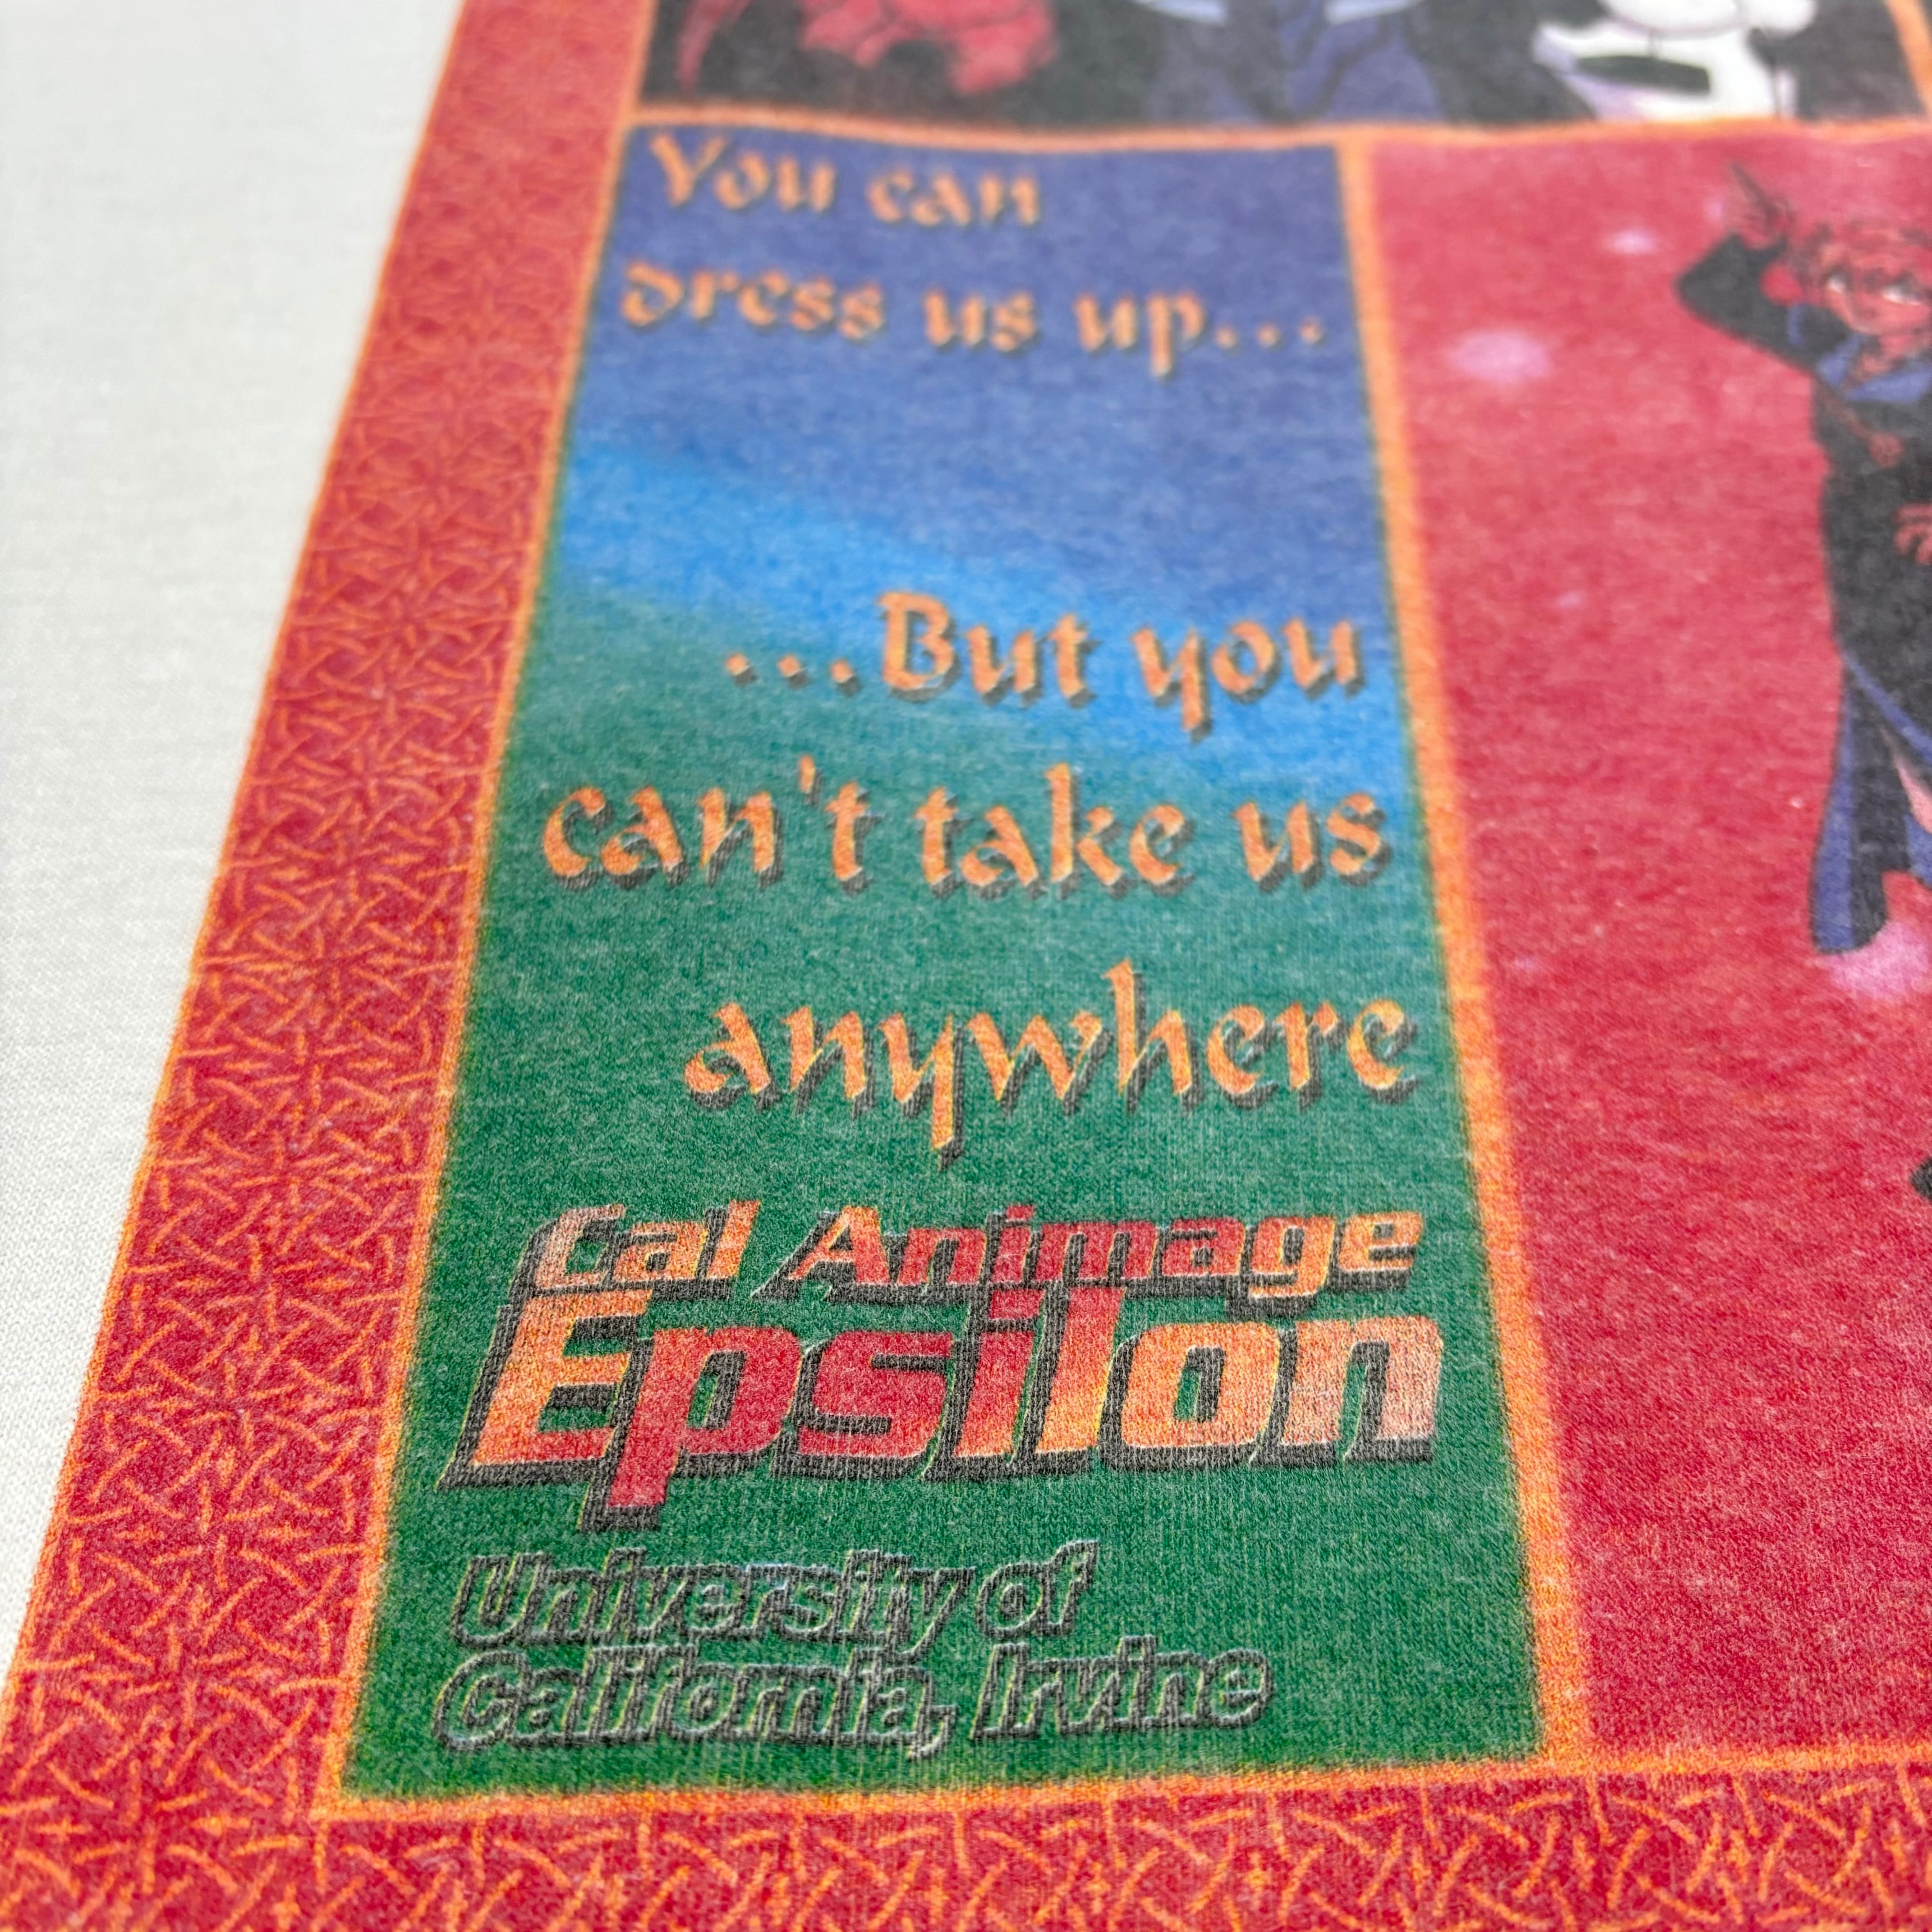 You can
dress us up...
...But you
can't take us
anywhere
Cal Animage
Epsilon
University of
California, Irvine